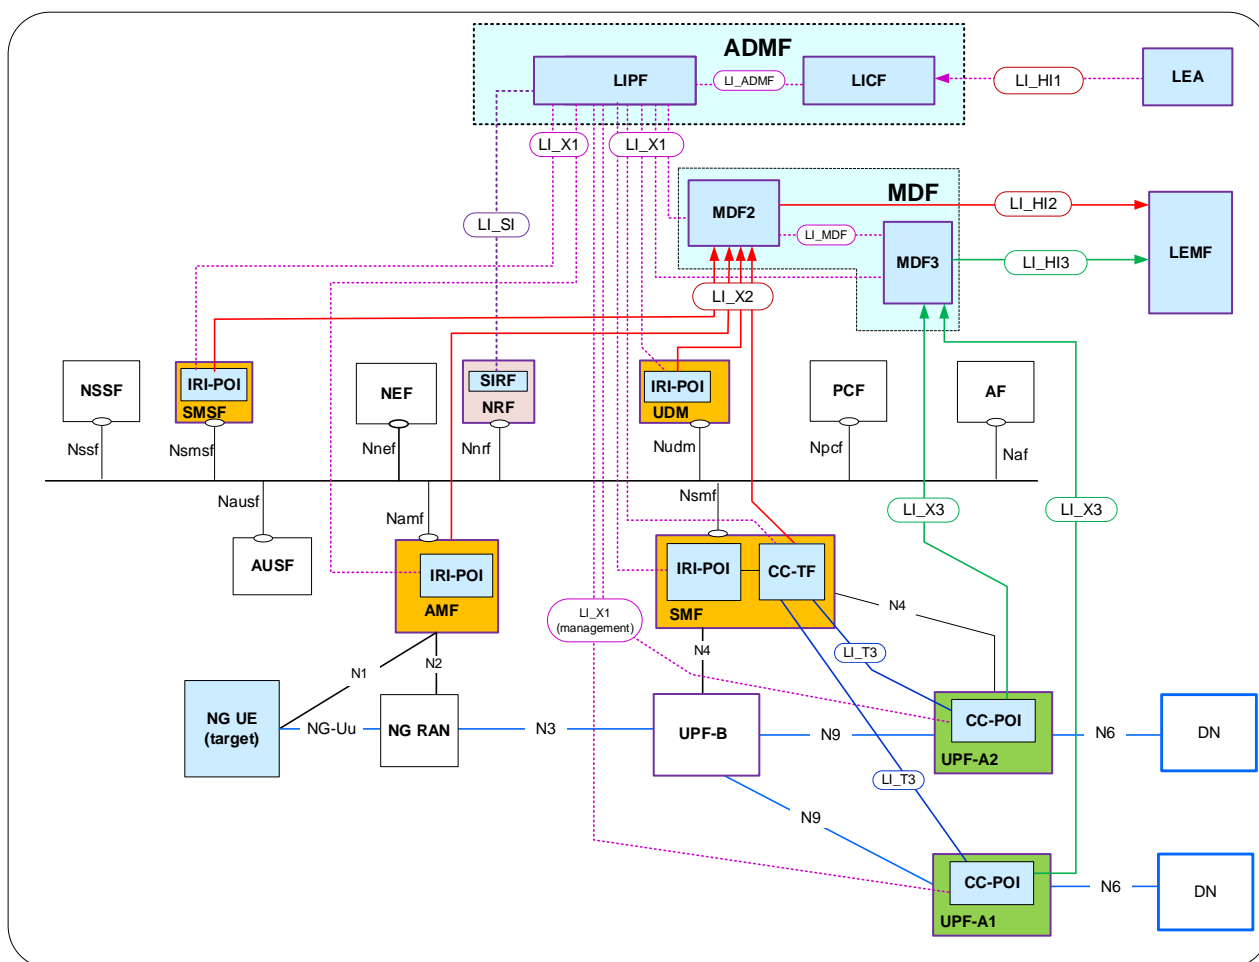 ADMF
LIPF
LI_ADMF
LICF
LI_HI1
LEA
LI_X1
LI_X1
MDF
MDF2
LI_HI2
LI_SI
LI_MDF
MDF3
LI_HI3
LEMF
LI_X2
NSSF
IRI-POI
SMSF
NEF
SIRF
NRF
IRI-POI
UDM
PCF
AF
Nssf
Nsmsf
Nnef
Nnrf
Nudm
Npcf
Naf
Nausf
Namf
Nsmf
LI_X3
LI_X3
AUSF
IRI-POI
AMF
IRI-POI
CC-TF
SMF
N4
LI_X1
(management)
N4
LI_T3
N1
N2
NG UE
(target)
NG-Uu
NG RAN
N3
UPF-B
N9
CC-POI
UPF-A2
N6
DN
LI_T3
N9
CC-POI
UPF-A1
N6
DN